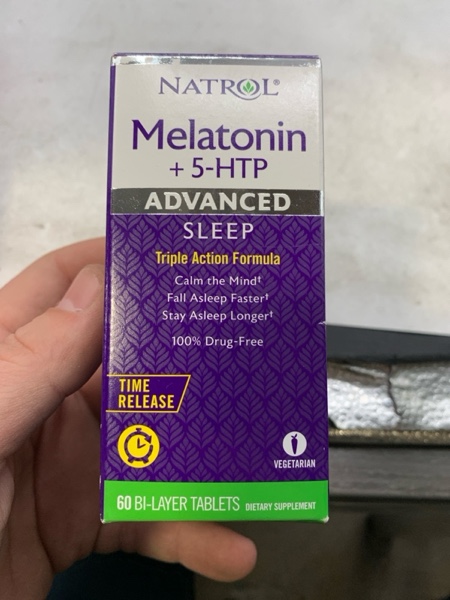 NATROL®
Melatonin
+ 5-HTP
ADVANCED
SLEEP
Triple Action Formula
Calm the Mind†
Fall Asleep Faster†
Stay Asleep Longer†
100% Drug-Free
TIME
RELEASE
VEGETARIAN
60 BI-LAYER TABLETS DIETARY SUPPLEMENT